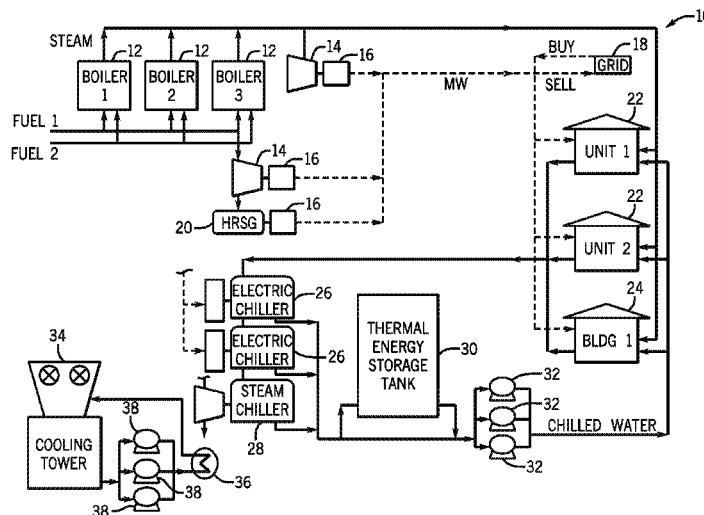 10
STEAM
12
12
12
14
16
BOILER
1
BOILER
2
BOILER
3
BUY
18
GRID
MW
SELL
FUEL 1
FUEL 2
14
16
22
UNIT 1
20
HRSG
16
22
UNIT 2
ELECTRIC
CHILLER
26
24
BLDG 1
34
ELECTRIC
CHILLER
26
THERMAL
ENERGY
STORAGE
TANK
30
STEAM
CHILLER
28
32
32
32
CHILLED WATER
COOLING
TOWER
38
38
38
36